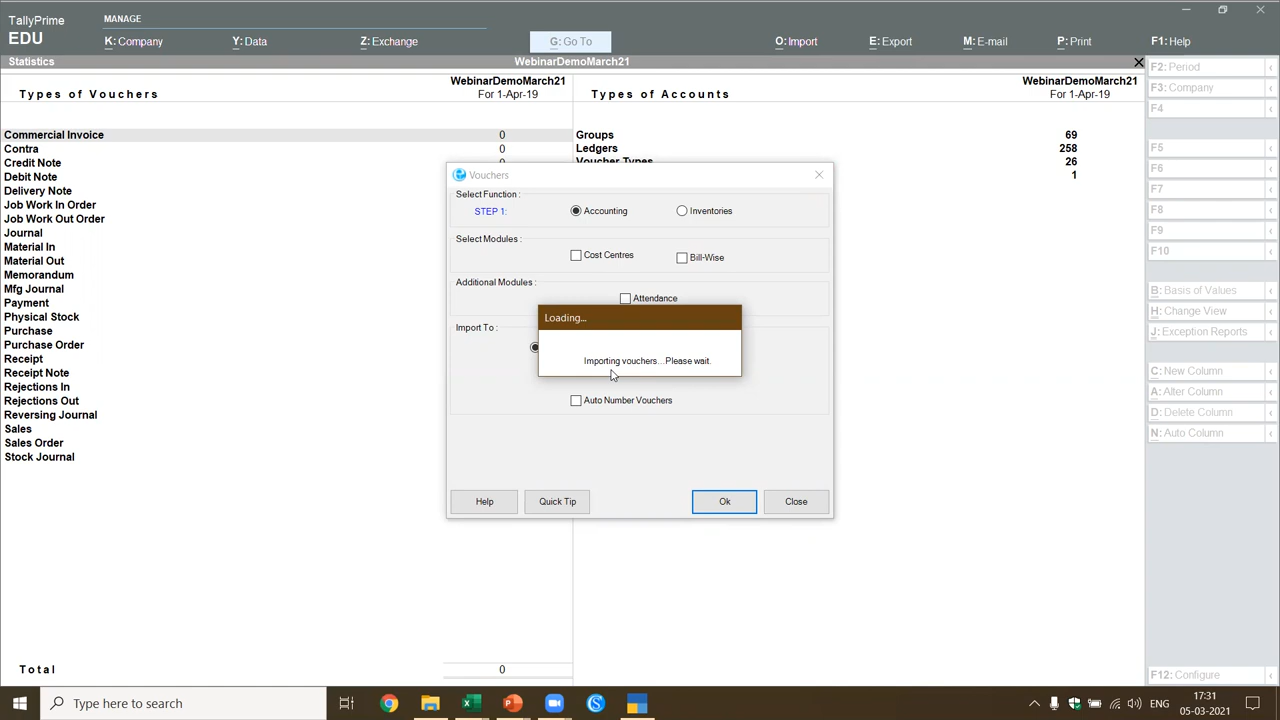 TallyPrime
EDU
MANAGE
K: Company
Y: Data
Z: Exchange
G: Go To
O: Import
E: Export
M: E-mail
P: Print
F1: Help
Statistics
WebinarDemoMarch21
Types of Vouchers
WebinarDemoMarch21
For 1-Apr-19
Types of Accounts
WebinarDemoMarch21
For 1-Apr-19
Commercial Invoice 0
Contra 0
Credit Note
Debit Note
Delivery Note
Job Work In Order
Job Work Out Order
Journal
Material In
Material Out
Memorandum
Mfg Journal
Payment
Physical Stock
Purchase
Purchase Order
Receipt
Receipt Note
Rejections In
Rejections Out
Reversing Journal
Sales
Sales Order
Stock Journal
Total 0
Groups 69
Ledgers 258
Voucher Types 26
1
Vouchers
Select Function :
STEP 1:
Accounting
Inventories
Select Modules :
Cost Centres
Bill-Wise
Additional Modules :
Attendance
Import To :
Loading...
Importing vouchers...Please wait.
Auto Number Vouchers
Help
Quick Tip
Ok
Close
F2: Period
F3: Company
F4
F5
F6
F7
F8
F9
F10
B: Basis of Values
H: Change View
J: Exception Reports
C: New Column
A: Alter Column
D: Delete Column
N: Auto Column
F12: Configure
Type here to search
ENG
17:31
05-03-2021